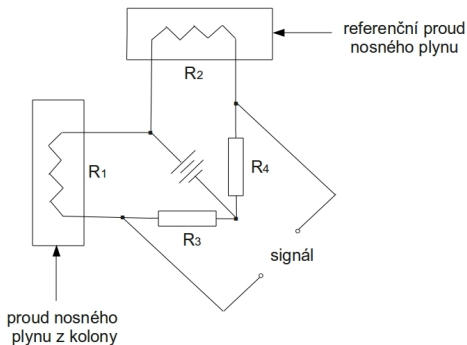 referenční proud
nosného plynu
R2
R1
R4
R3
signál
proud nosného
plynu z kolony